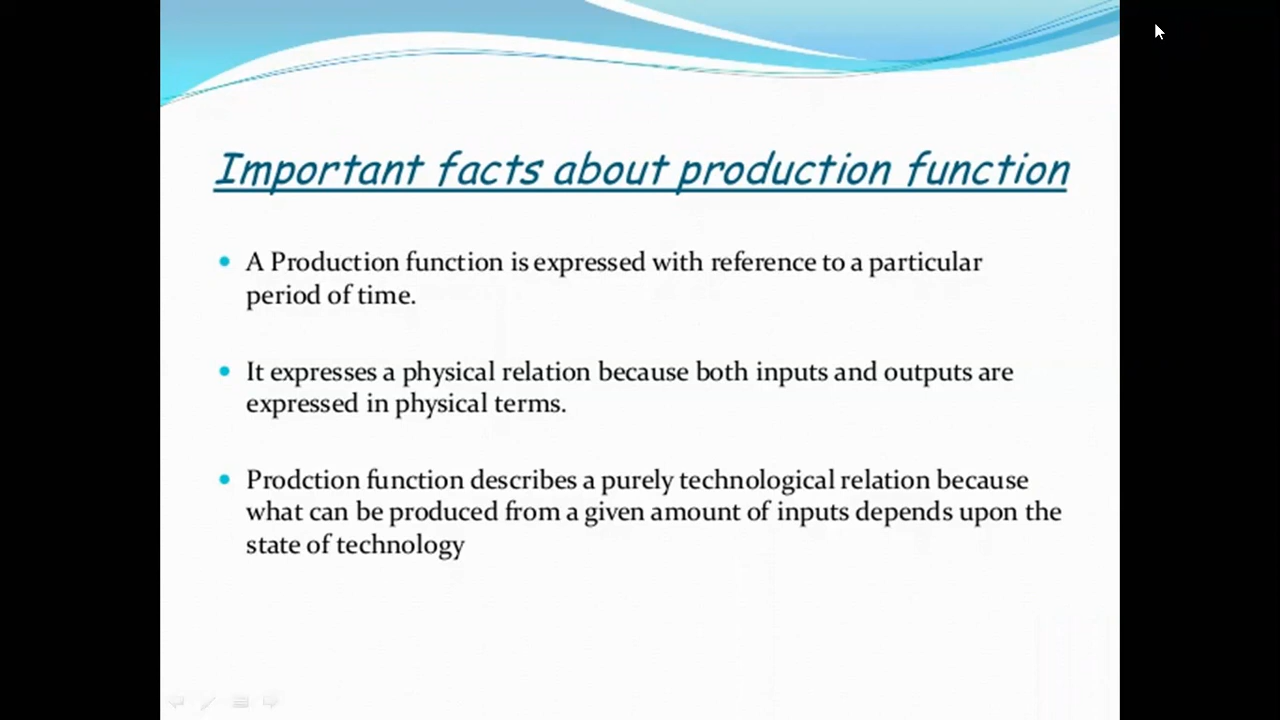 Important facts about production function
A Production function is expressed with reference to a particular
period of time.
It expresses a physical relation because both inputs and outputs are
expressed in physical terms.
Prodction function describes a purely technological relation because
what can be produced from a given amount of inputs depends upon the
state of technology